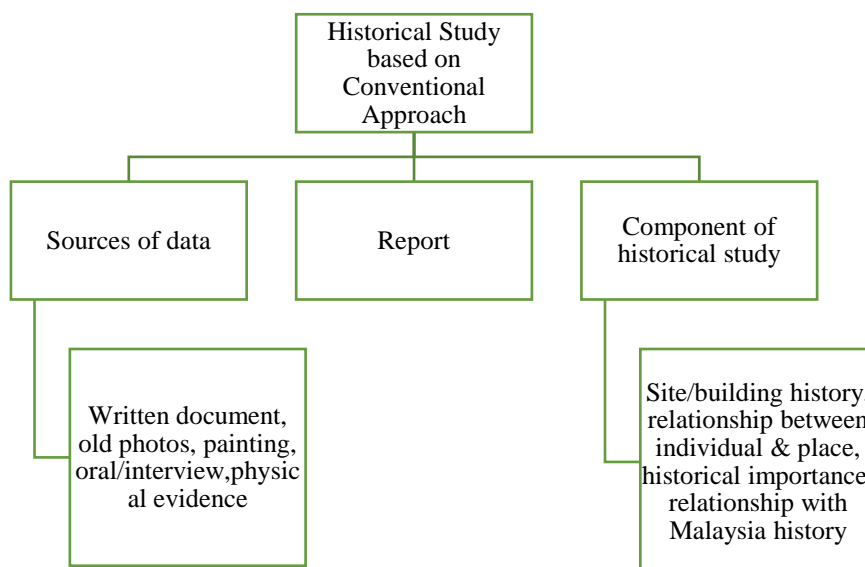 Historical Study
based on
Conventional
Approach
Sources of data
Report
Component of
historical study
Written document,
old photos, painting,
oral/interview,physic
al evidence
Site/building history,
relationship between
individual & place,
historical importance,
relationship with
Malaysia history